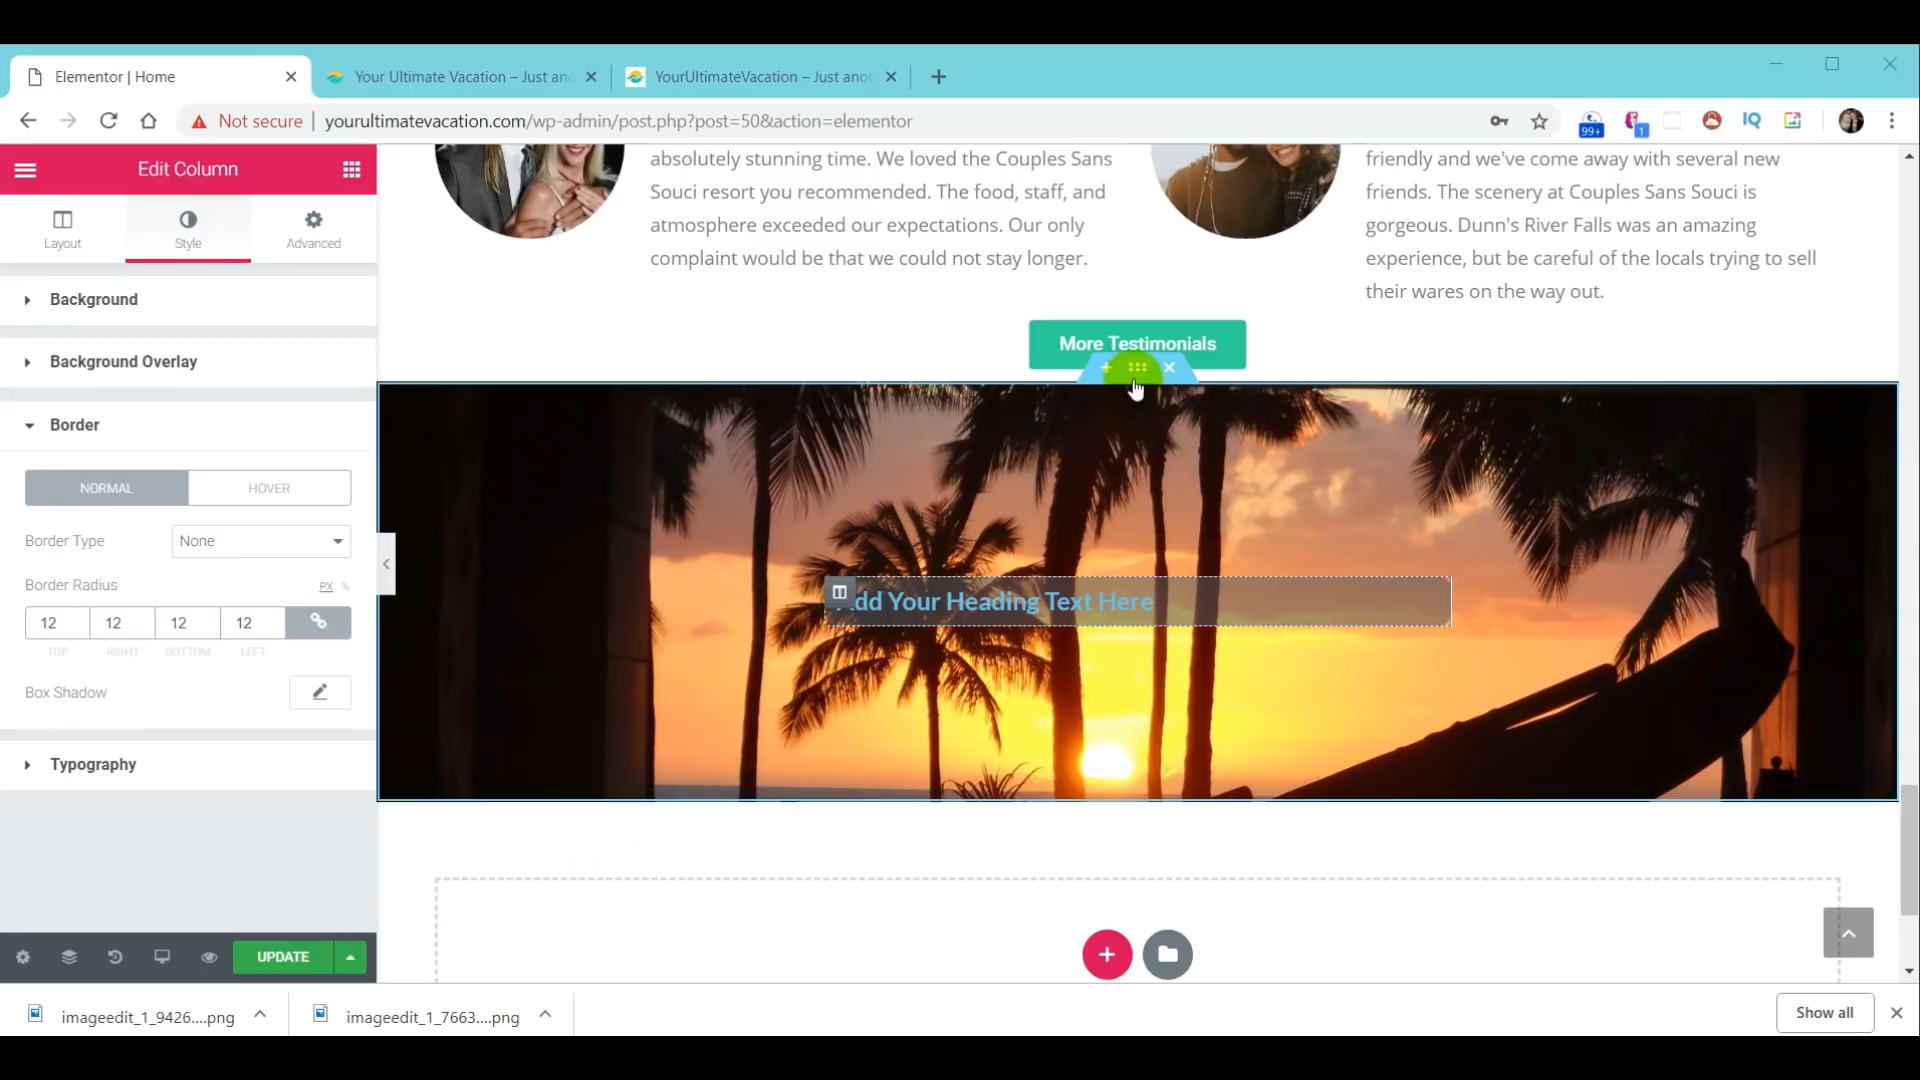 Elementor | Home
Your Ultimate Vacation – Just an
YourUltimateVacation – Just anot
Not secure
yourultimatevacation.com/wp-admin/post.php?post=50&action=elementor
99+
1
IQ
Edit Column
Layout
Style
Advanced
Background
Background Overlay
Border
NORMAL
HOVER
Border Type
None
Border Radius
PX
%
12
12
12
12
TOP
RIGHT
BOTTOM
LEFT
Box Shadow
Typography
UPDATE
absolutely stunning time. We loved the Couples Sans
Souci resort you recommended. The food, staff, and
atmosphere exceeded our expectations. Our only
complaint would be that we could not stay longer.
friendly and we've come away with several new
friends. The scenery at Couples Sans Souci is
gorgeous. Dunn's River Falls was an amazing
experience, but be careful of the locals trying to sell
their wares on the way out.
More Testimonials
dd Your Heading Text Here
imageedit_1_9426....png
imageedit_1_7663....png
Show all